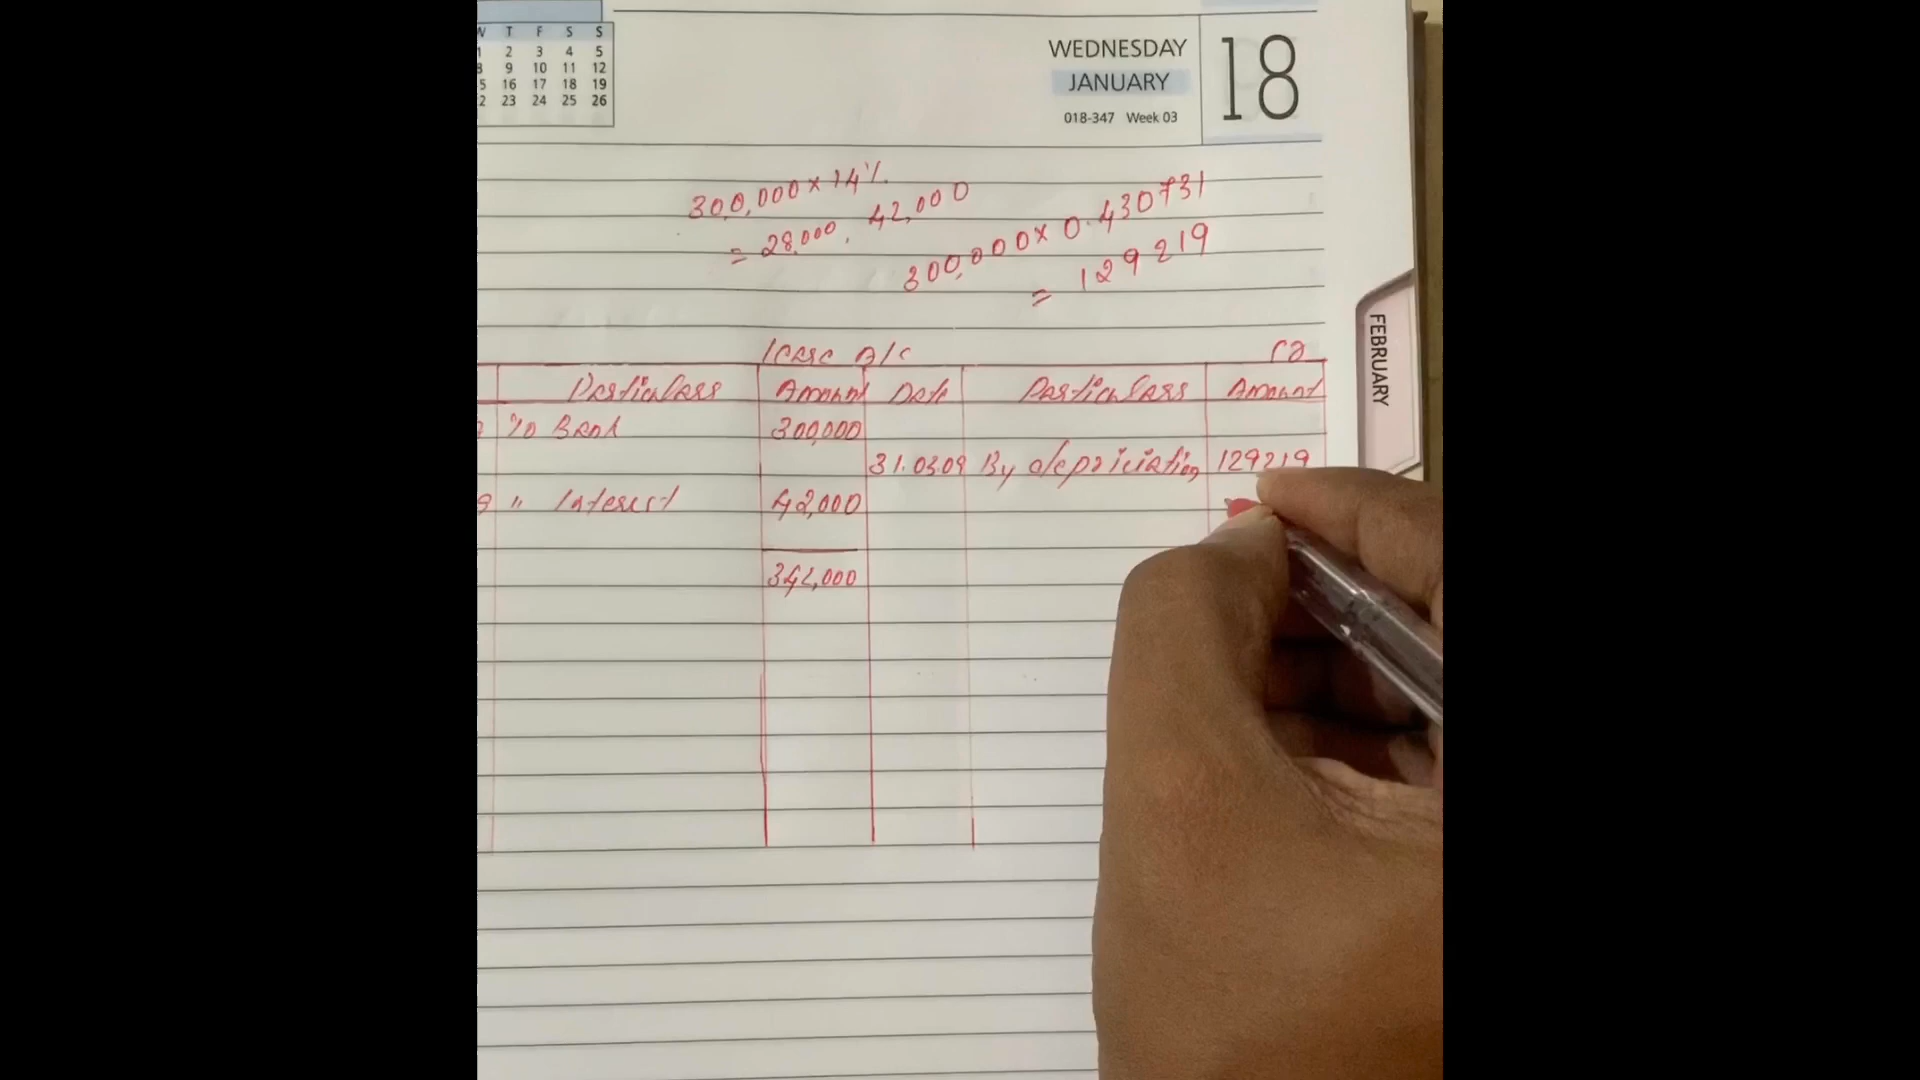 W T F S S
1 2 3 4 5
8 9 10 11 12
5 16 17 18 19
2 23 24 25 26
WEDNESDAY
JANUARY
018-347 Week 03
18
FEBRUARY
300,000 × 14%
= 28,000. 42,000
300,000 × 0.430731
= 129219
lease A/C Cr
Particulars Amount Date Particulars Amount
To Bank 300,000
31.03.09 By depriciation 129219
9 " Interest 42,000
342,000